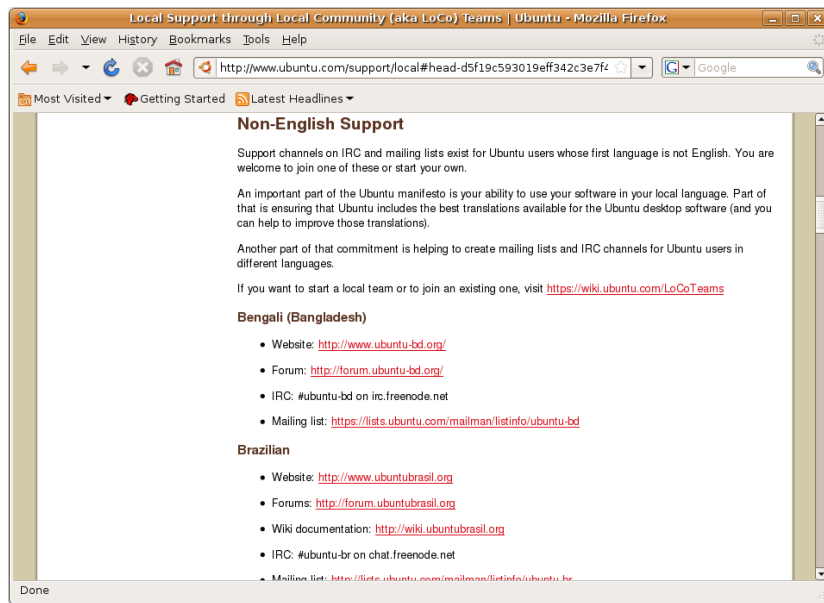 Local Support through Local Community (aka LoCo) Teams | Ubuntu - Mozilla Firefox
File Edit View History Bookmarks Tools Help
http://www.ubuntu.com/support/local#head-d5f19c593019eff342c3e7f4 Google
Most Visited Getting Started Latest Headlines
Non-English Support
Support channels on IRC and mailing lists exist for Ubuntu users whose first language is not English. You are
welcome to join one of these or start your own.
An important part of the Ubuntu manifesto is your ability to use your software in your local language. Part of
that is ensuring that Ubuntu includes the best translations available for the Ubuntu desktop software (and you
can help to improve those translations).
Another part of that commitment is helping to create mailing lists and IRC channels for Ubuntu users in
different languages.
If you want to start a local team or to join an existing one, visit https://wiki.ubuntu.com/LoCoTeams
Bengali (Bangladesh)
• Website: http://www.ubuntu-bd.org/
• Forum: http://forum.ubuntu-bd.org/
• IRC: #ubuntu-bd on irc.freenode.net
• Mailing list: https://lists.ubuntu.com/mailman/listinfo/ubuntu-bd
Brazilian
• Website: http://www.ubuntubrasil.org
• Forums: http://forum.ubuntubrasil.org
• Wiki documentation: http://wiki.ubuntubrasil.org
• IRC: #ubuntu-br on chat.freenode.net
• Mailing list: http://lists.ubuntu.com/mailman/listinfo/ubuntu-br
Done